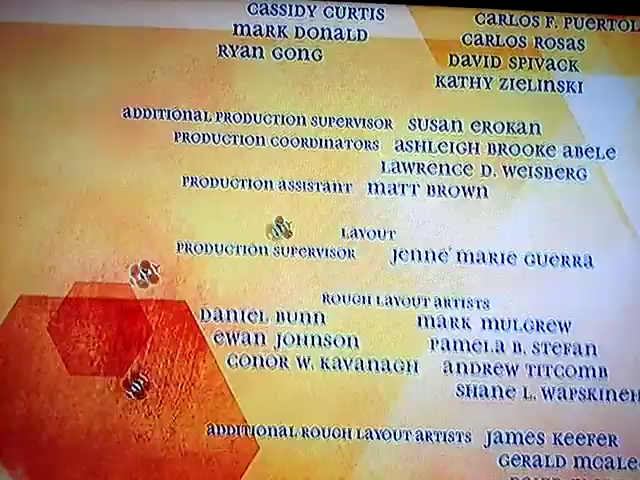 CASSIDY CURTIS CARLOS F. PUERTOL
MARK DONALD CARLOS ROSAS
RYAN GONG DAVID SPIVACK
KATHY ZIELINSKI
ADDITIONAL PRODUCTION SUPERVISOR SUSAN EROKAN
PRODUCTION COORDINATORS ASHLEIGH BROOKE ABELE
LAWRENCE D. WEISBERG
PRODUCTION ASSISTANT MATT BROWN
LAYOUT
PRODUCTION SUPERVISOR JENNE' MARIE GUERRA
ROUGH LAYOUT ARTISTS
DANIEL BUNN MARK MULGREW
EWAN JOHNSON PAMELA B. STEFAN
CONOR W. KAVANAGH ANDREW TITCOMB
SHANE L. WARSKINEH
ADDITIONAL ROUGH LAYOUT ARTISTS JAMES KEEFER
GERALD MCALE